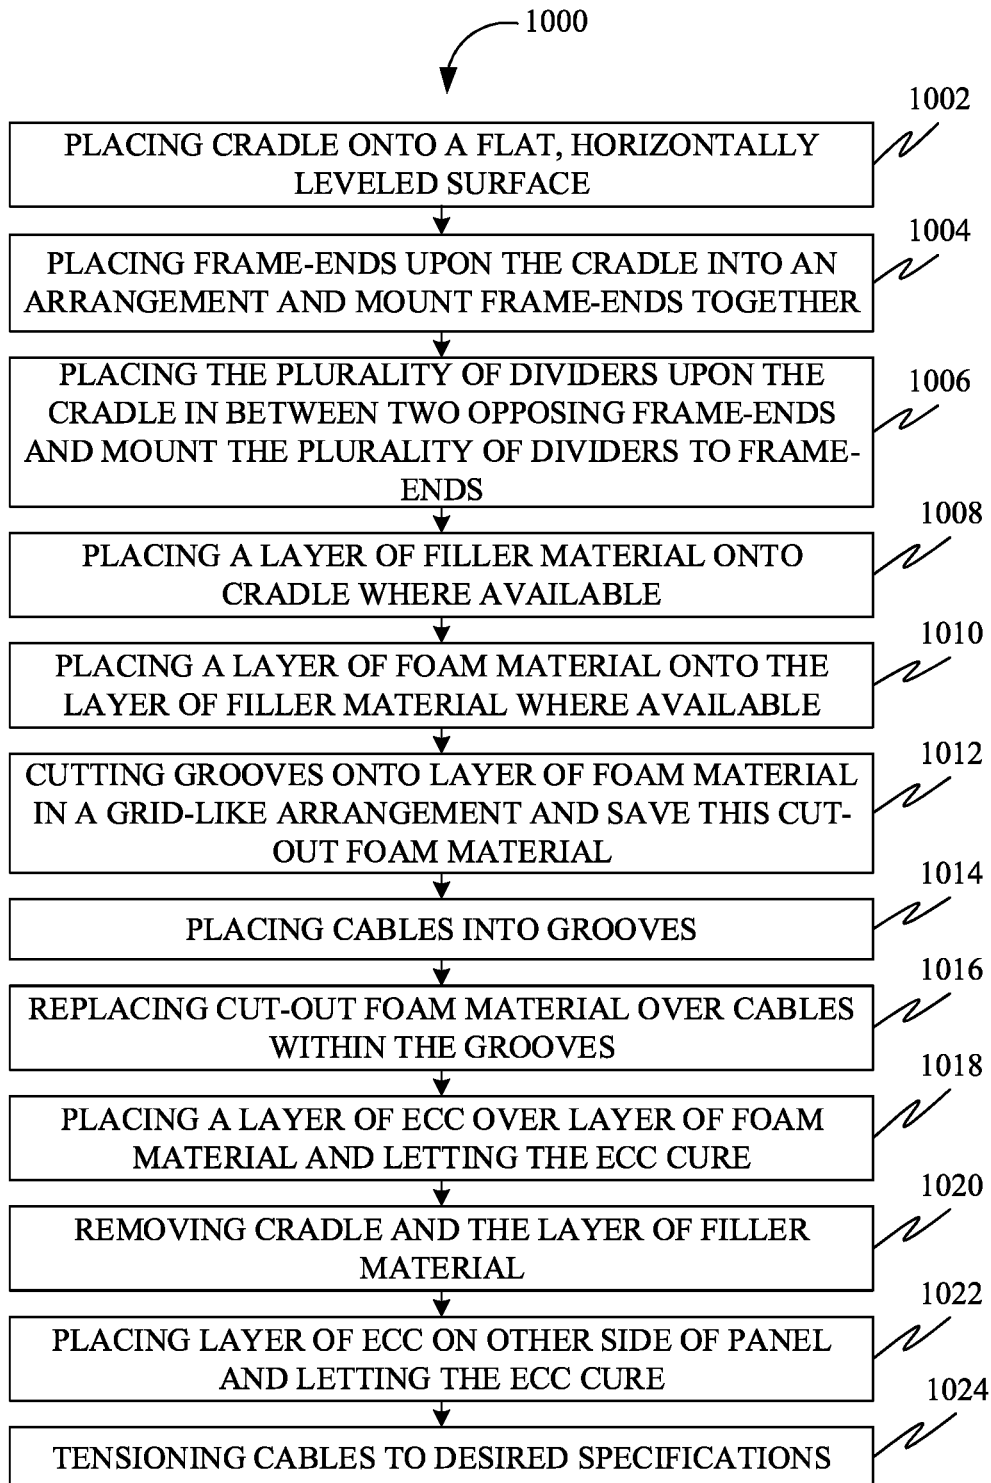 1000
1002
PLACING CRADLE ONTO A FLAT, HORIZONTALLY
LEVELED SURFACE
1004
PLACING FRAME-ENDS UPON THE CRADLE INTO AN
ARRANGEMENT AND MOUNT FRAME-ENDS TOGETHER
1006
PLACING THE PLURALITY OF DIVIDERS UPON THE
CRADLE IN BETWEEN TWO OPPOSING FRAME-ENDS
AND MOUNT THE PLURALITY OF DIVIDERS TO FRAME-
ENDS
1008
PLACING A LAYER OF FILLER MATERIAL ONTO
CRADLE WHERE AVAILABLE
1010
PLACING A LAYER OF FOAM MATERIAL ONTO THE
LAYER OF FILLER MATERIAL WHERE AVAILABLE
1012
CUTTING GROOVES ONTO LAYER OF FOAM MATERIAL
IN A GRID-LIKE ARRANGEMENT AND SAVE THIS CUT-
OUT FOAM MATERIAL
1014
PLACING CABLES INTO GROOVES
1016
REPLACING CUT-OUT FOAM MATERIAL OVER CABLES
WITHIN THE GROOVES
1018
PLACING A LAYER OF ECC OVER LAYER OF FOAM
MATERIAL AND LETTING THE ECC CURE
1020
REMOVING CRADLE AND THE LAYER OF FILLER
MATERIAL
1022
PLACING LAYER OF ECC ON OTHER SIDE OF PANEL
AND LETTING THE ECC CURE
1024
TENSIONING CABLES TO DESIRED SPECIFICATIONS